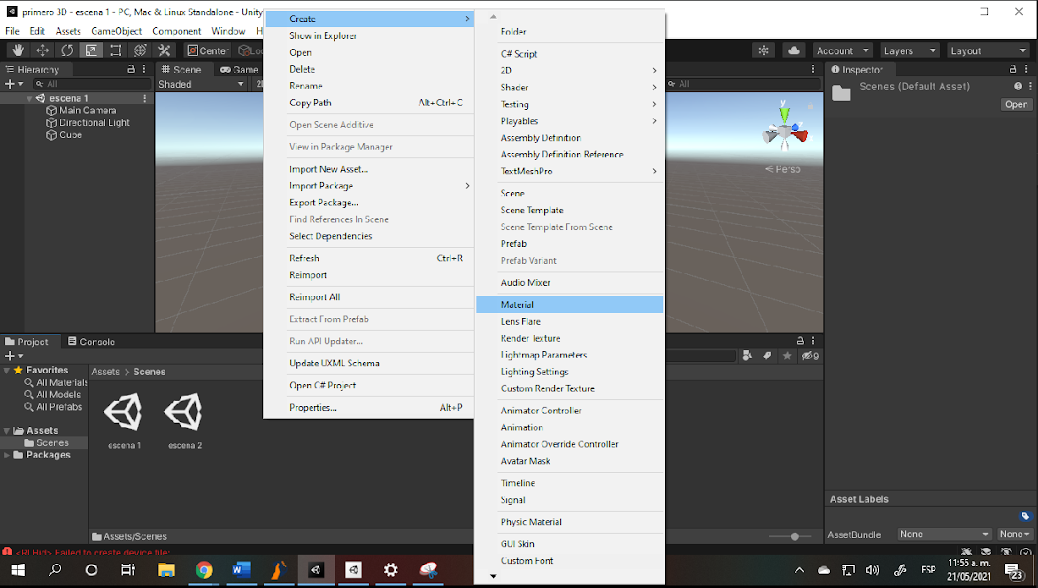 primero 3D - escena 1 - PC, Mac & Linux Standalone - Unity
File Edit Assets GameObject Component Window H
Center
Account Layers Layout
Hierarchy
Scene Game
Inspector
All
Shaded
All
escena 1
Main Camera
Directional Light
Cube
Scenes (Default Asset)
Open
y
Persp
Create
Show in Explorer
Open
Delete
Rename
Copy Path Alt+Ctrl+C
Open Scene Additive
View in Package Manager
Import New Asset...
Import Package
Export Package...
Find References In Scene
Select Dependencies
Refresh Ctrl+R
Reimport
Reimport All
Extract From Prefab
Run API Updater...
Update UXML Schema
Open C# Project
Properties... Alt+P
Folder
C# Script
2D
Shader
Testing
Playables
Assembly Definition
Assembly Definition Reference
TextMeshPro
Scene
Scene Template
Scene Template From Scene
Prefab
Prefab Variant
Audio Mixer
Material
Lens Flare
Render Texture
Lightmap Parameters
Lighting Settings
Custom Render Texture
Animator Controller
Animation
Animator Override Controller
Avatar Mask
Timeline
Signal
Physic Material
GUI Skin
Custom Font
Project Console
9
Favorites
All Materials
All Models
All Prefabs
Assets
Scenes
Packages
Assets > Scenes
escena 1 escena 2
Assets/Scenes
Asset Labels
AssetBundle None None
Failed to create device file:
ESP
11:55 a. m.
21/05/2021
23